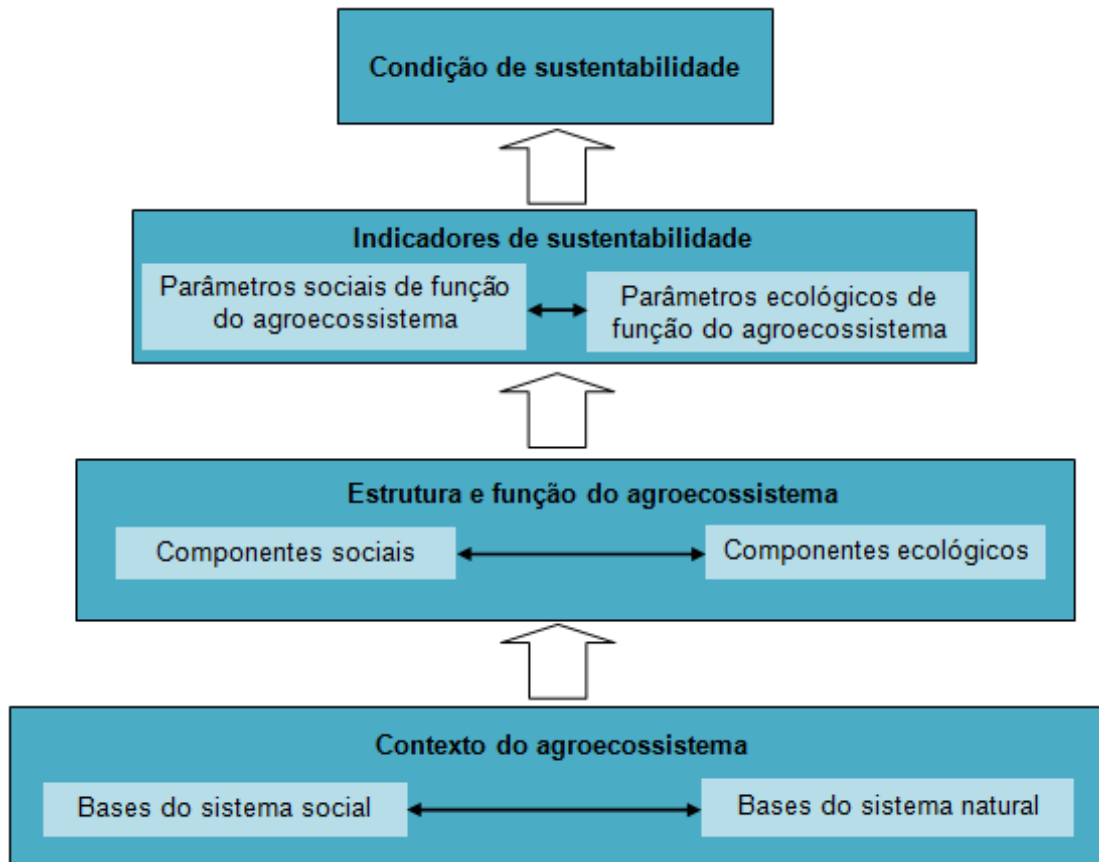 Condição de sustentabilidade
Indicadores de sustentabilidade
Parâmetros sociais de função
do agroecossistema
Parâmetros ecológicos de
função do agroecossistema
Estrutura e função do agroecossistema
Componentes sociais
Componentes ecológicos
Contexto do agroecossistema
Bases do sistema social
Bases do sistema natural